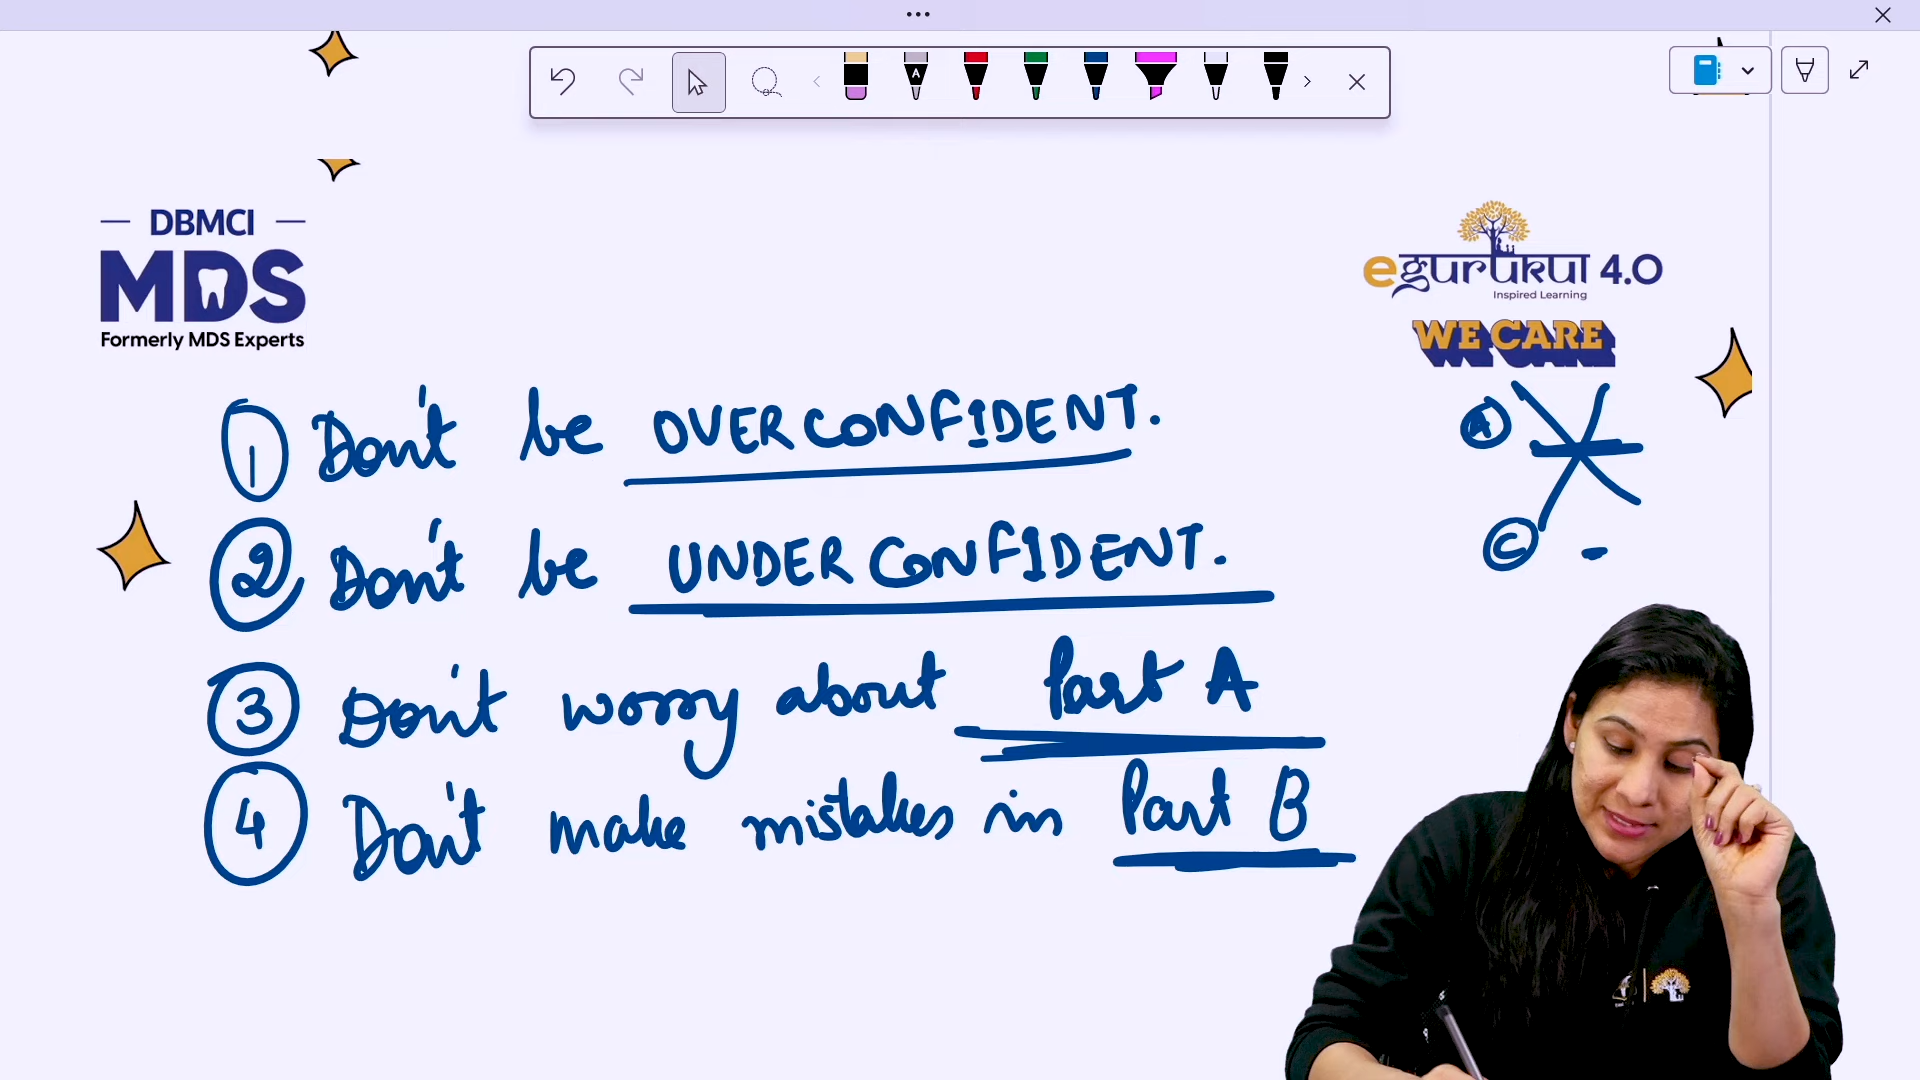 DBMCI
MDS
Formerly MDS Experts
egurukul 4.0
Inspired Learning
WE CARE
① Don't be OVERCONFIDENT.
② Don't be UNDERCONFIDENT.
③ Don't worry about Part A
④ Don't make mistakes in Part B
Ⓐ
Ⓒ -
A